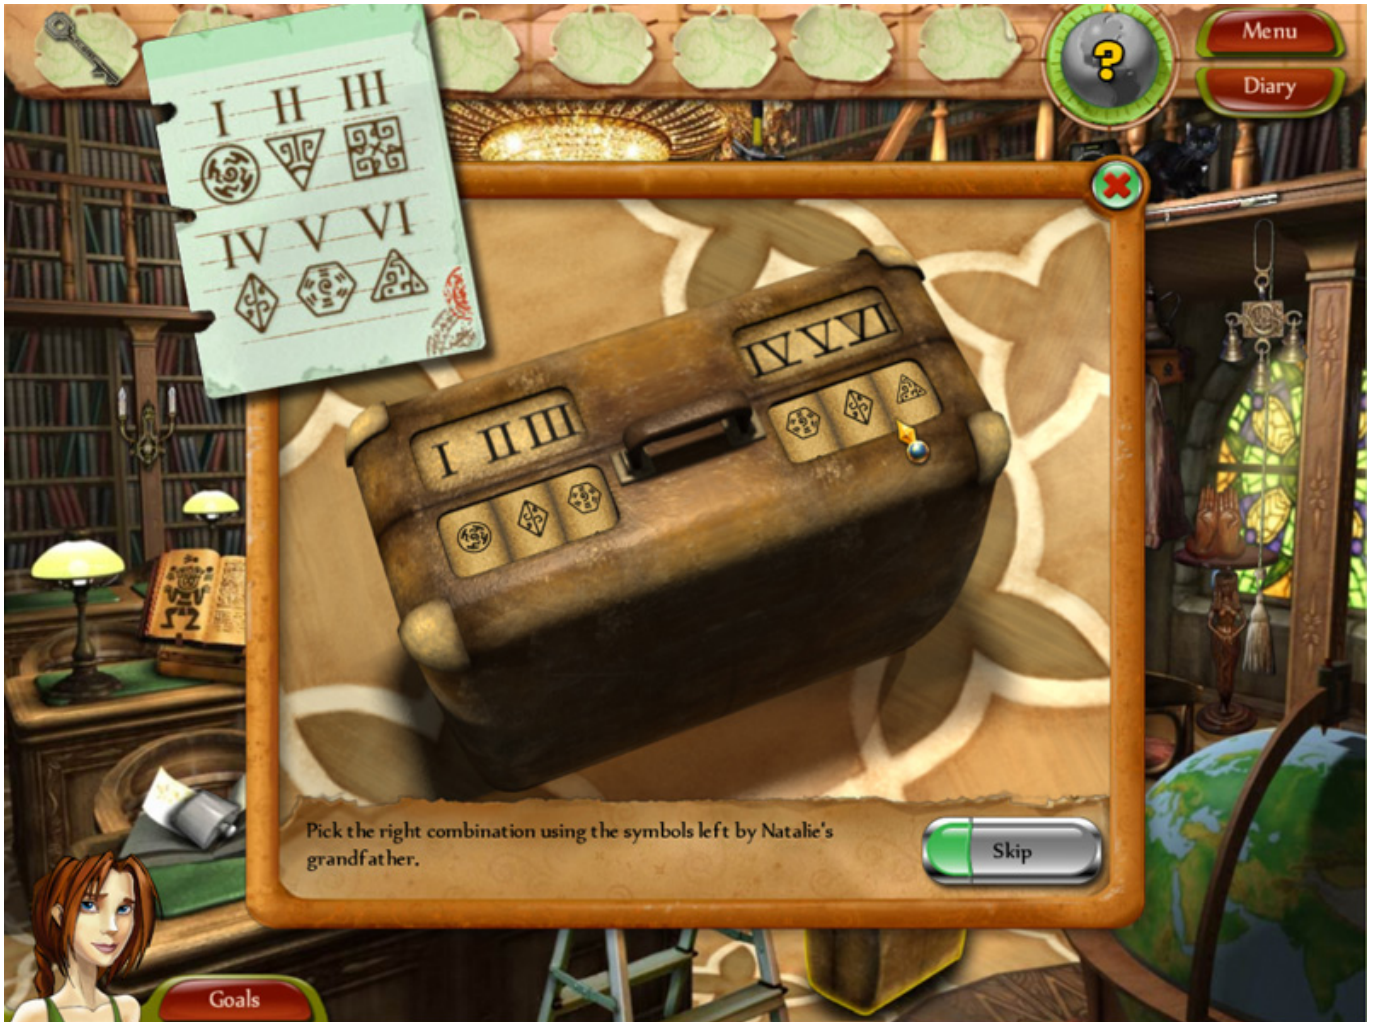 Menu
Diary
I II III
IV V VI
I II III
IV V VI
Pick the right combination using the symbols left by Natalie's
grandfather.
Skip
Goals